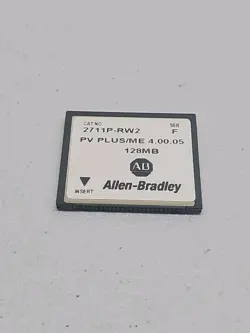 CAT NO. SER
2711P-RW2 F
PV PLUS/ME 4.00.05
128MB
AB
INSERT Allen-Bradley